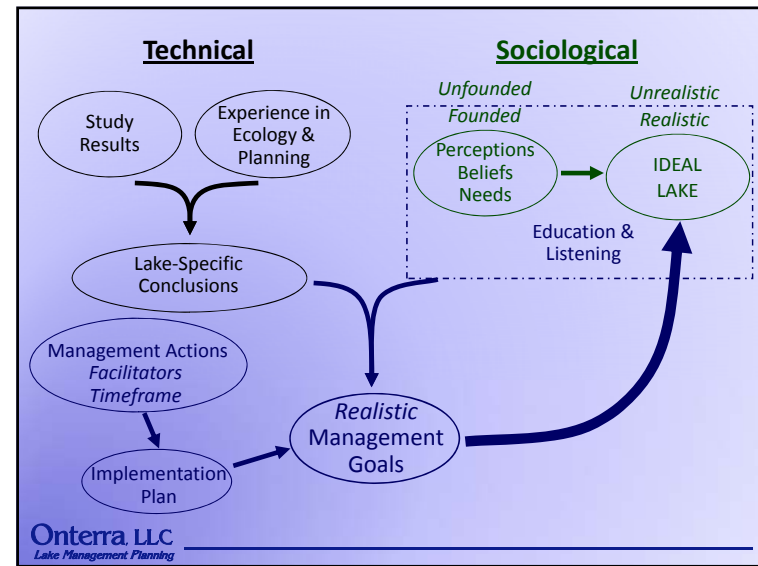 Technical
Sociological
Study
Results
Experience in
Ecology &
Planning
Unfounded
Founded
Perceptions
Beliefs
Needs
Unrealistic
Realistic
IDEAL
LAKE
Education &
Listening
Lake-Specific
Conclusions
Management Actions
Facilitators
Timeframe
Implementation
Plan
Realistic
Management
Goals
Onterra, LLC
Lake Management Planning